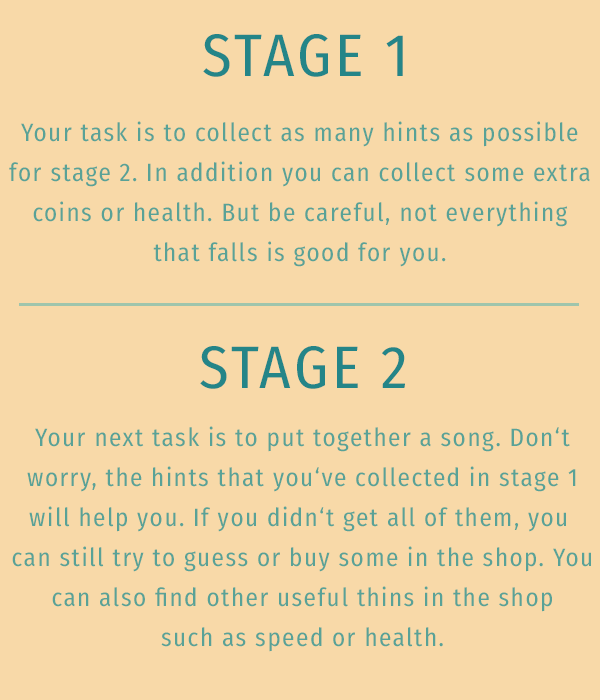 STAGE 1
Your task is to collect as many hints as possible
for stage 2. In addition you can collect some extra
coins or health. But be careful, not everything
that falls is good for you.
STAGE 2
Your next task is to put together a song. Don‘t
worry, the hints that you‘ve collected in stage 1
will help you. If you didn‘t get all of them, you
can still try to guess or buy some in the shop. You
can also find other useful thins in the shop
such as speed or health.